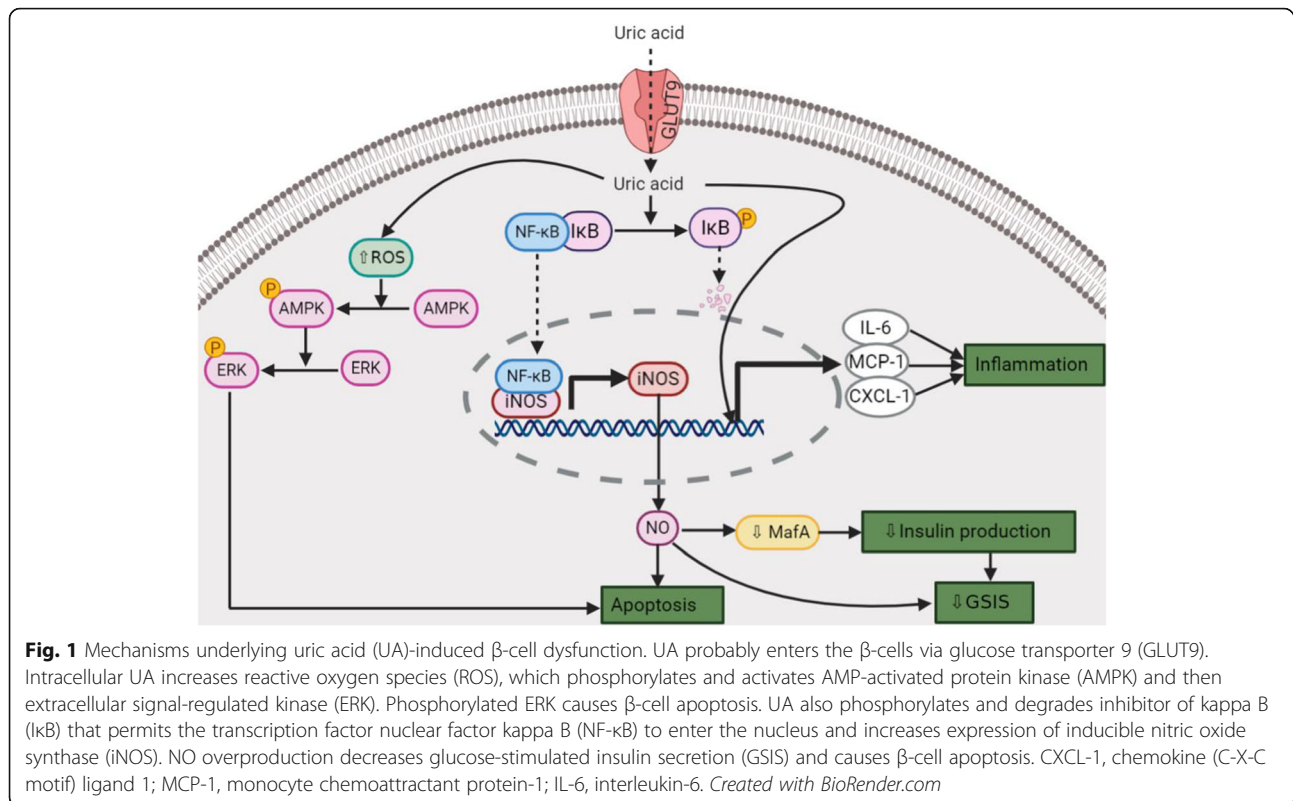 Uric acid
GLUT9
Uric acid
NF-κB
IκB
IκB
P
⇧ROS
P
AMPK
AMPK
P
ERK
ERK
NF-κB
iNOS
iNOS
IL-6
MCP-1
CXCL-1
Inflammation
NO
⇩ MafA
⇩Insulin production
Apoptosis
⇩GSIS
Fig. 1 Mechanisms underlying uric acid (UA)-induced β-cell dysfunction. UA probably enters the β-cells via glucose transporter 9 (GLUT9).
Intracellular UA increases reactive oxygen species (ROS), which phosphorylates and activates AMP-activated protein kinase (AMPK) and then
extracellular signal-regulated kinase (ERK). Phosphorylated ERK causes β-cell apoptosis. UA also phosphorylates and degrades inhibitor of kappa B
(IκB) that permits the transcription factor nuclear factor kappa B (NF-κB) to enter the nucleus and increases expression of inducible nitric oxide
synthase (iNOS). NO overproduction decreases glucose-stimulated insulin secretion (GSIS) and causes β-cell apoptosis. CXCL-1, chemokine (C-X-C
motif) ligand 1; MCP-1, monocyte chemoattractant protein-1; IL-6, interleukin-6. Created with BioRender.com